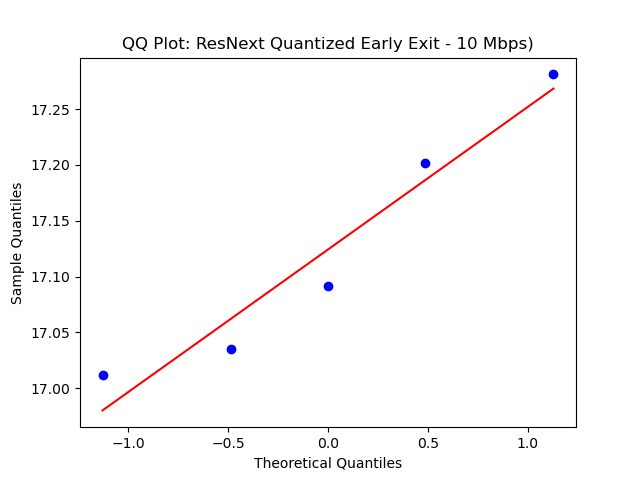 QQ Plot: ResNext Quantized Early Exit - 10 Mbps)
17.25
17.20
17.15
17.10
17.05
17.00
Sample Quantiles
−1.0 −0.5 0.0 0.5 1.0
Theoretical Quantiles